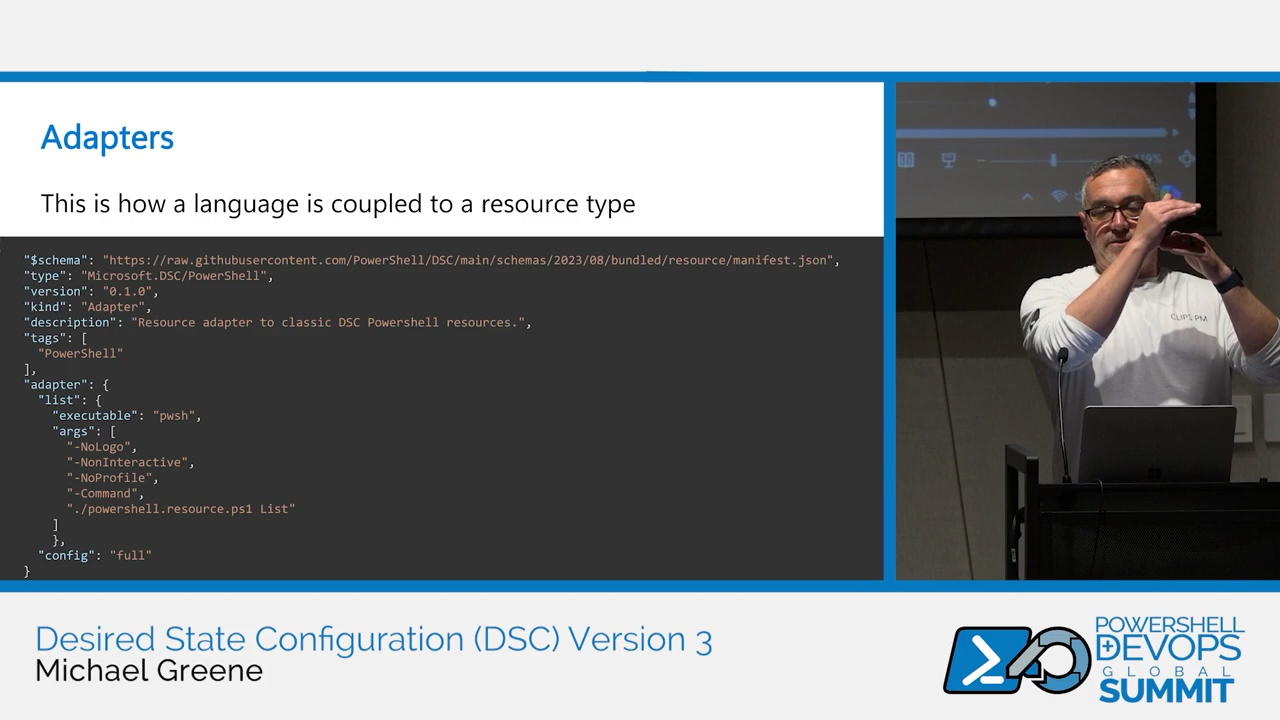 Adapters
This is how a language is coupled to a resource type
"$schema": "https://raw.githubusercontent.com/PowerShell/DSC/main/schemas/2023/08/bundled/resource/manifest.json",
"type": "Microsoft.DSC/PowerShell",
"version": "0.1.0",
"kind": "Adapter",
"description": "Resource adapter to classic DSC Powershell resources.",
"tags": [
"PowerShell"
],
"adapter": {
"list": {
"executable": "pwsh",
"args": [
"-NoLogo",
"-NonInteractive",
"-NoProfile",
"-Command",
"./powershell.resource.ps1 List"
]
},
"config": "full"
}
CLIPS PM
Desired State Configuration (DSC) Version 3
Michael Greene
POWERSHELL
DEVOPS
GLOBAL
SUMMIT